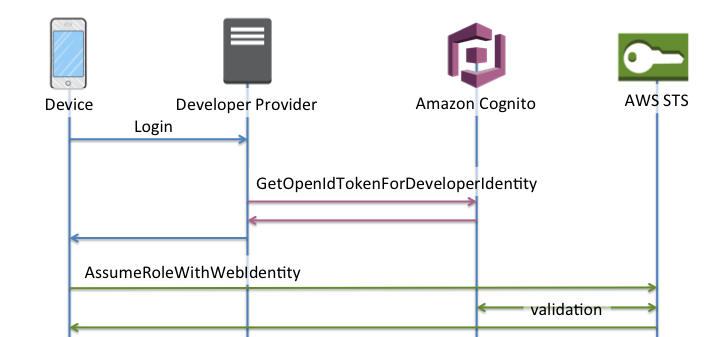 Device
Developer Provider
Amazon Cognito
AWS STS
Login
GetOpenIdTokenForDeveloperIdentity
AssumeRoleWithWebIdentity
validation